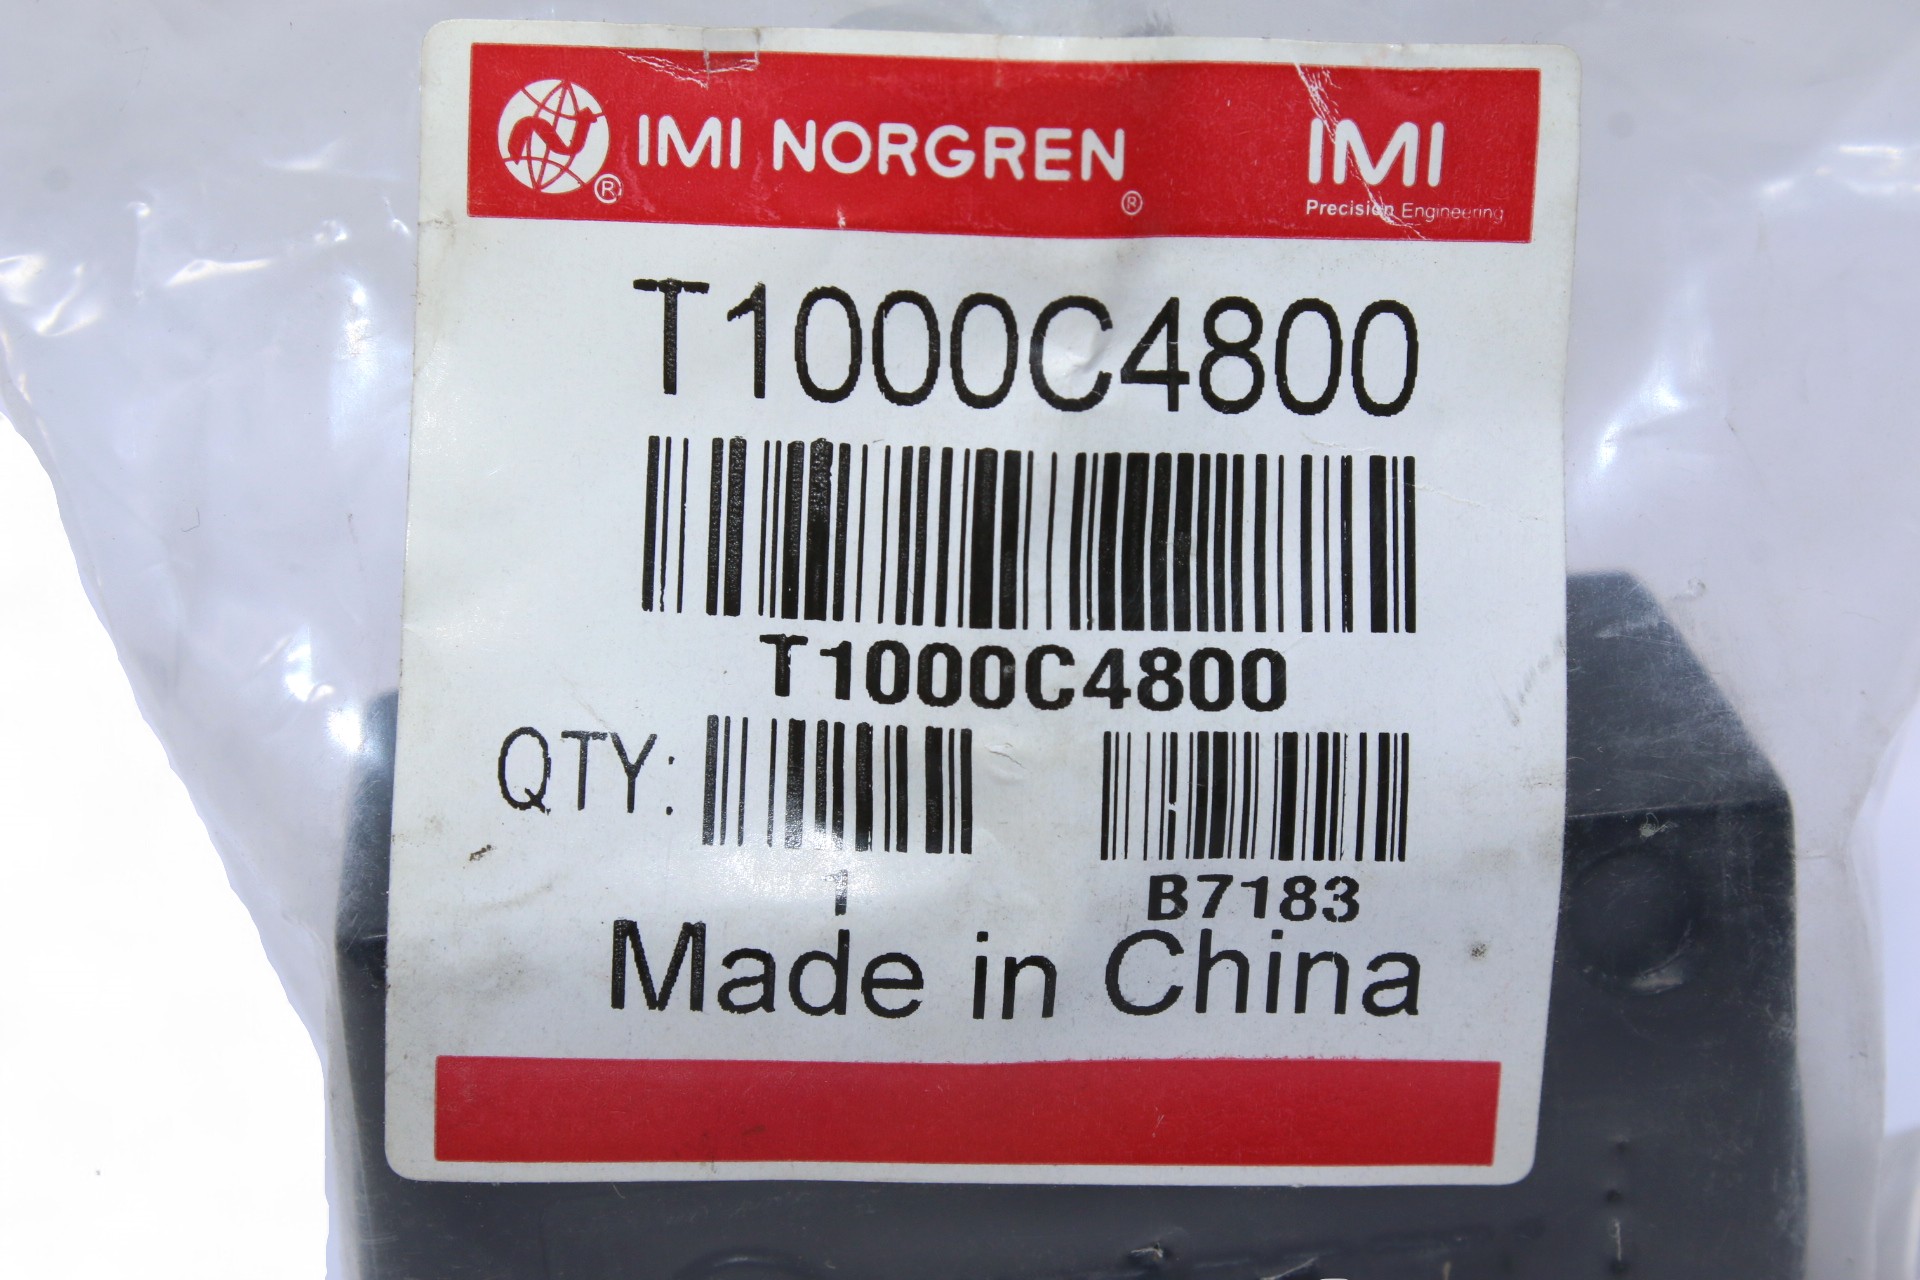 IMI NORGREN ® IMI
® Precision Engineering
T1000C4800
T1000C4800
QTY:
1 B7183
Made in China